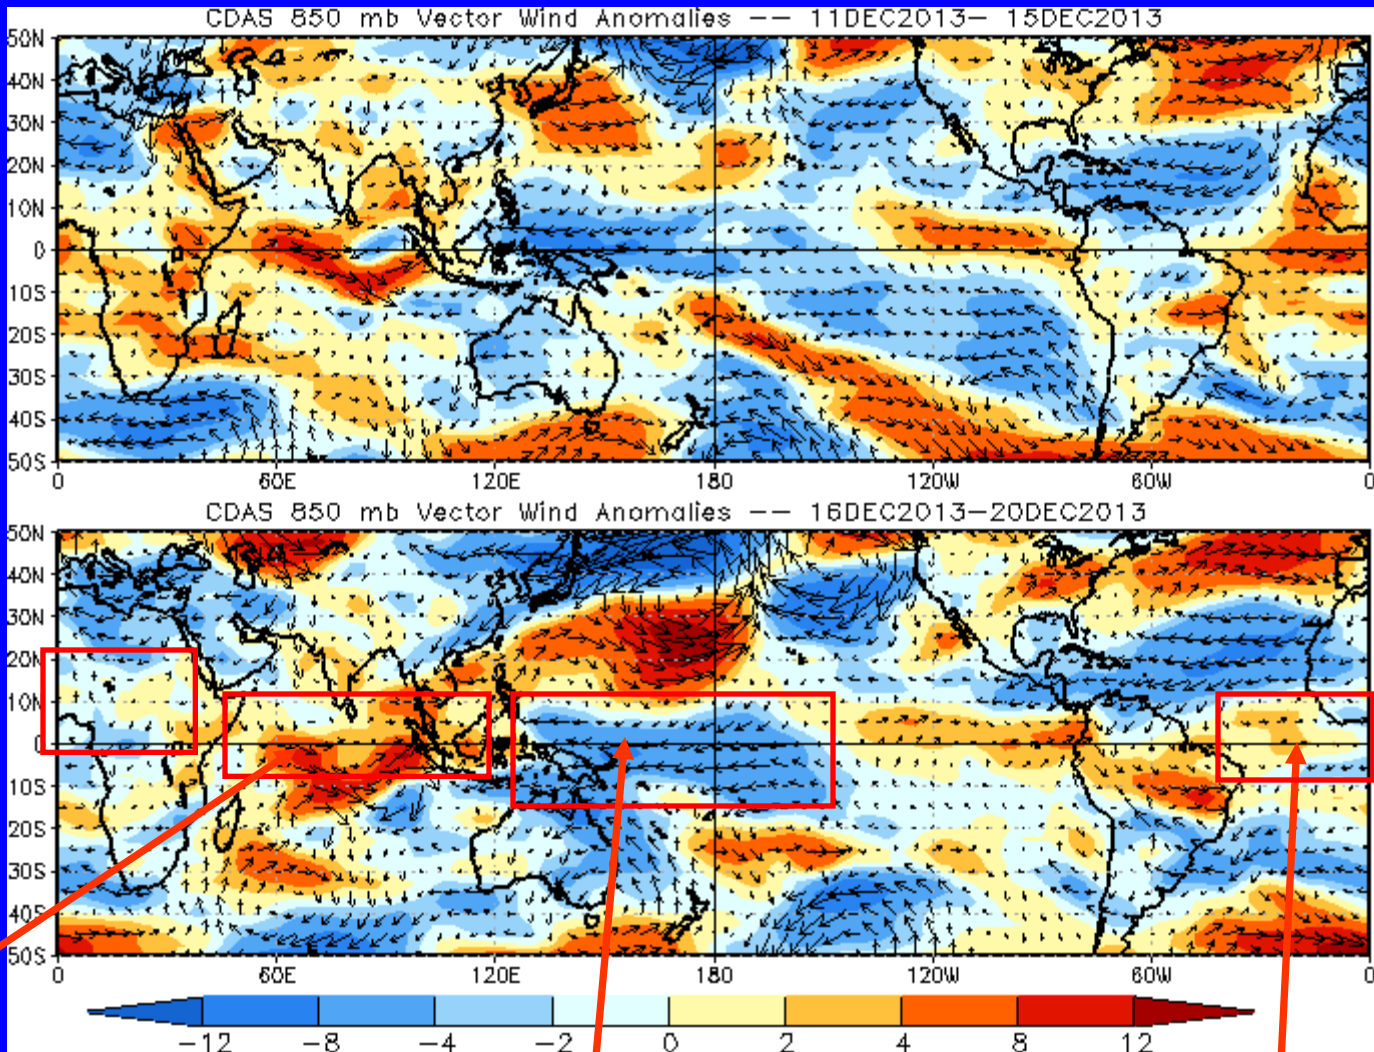 CDAS 850 mb Vector Wind Anomalies -- 11DEC2013- 15DEC2013
50N
40N
30N
20N
10N
0
10S
20S
30S
40S
50S
0 60E 120E 180 120W 60W 0
CDAS 850 mb Vector Wind Anomalies -- 16DEC2013-20DEC2013
50N
40N
30N
20N
10N
0
10S
20S
30S
40S
50S
0 60E 120E 180 120W 60W 0
-12 -8 -4 -2 0 2 4 8 12